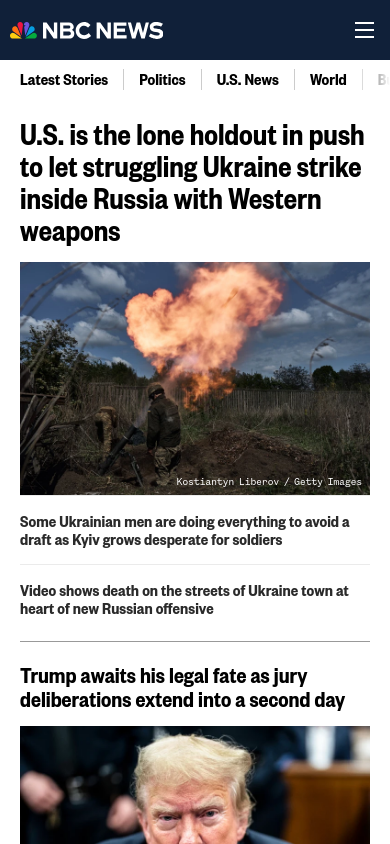 NBC NEWS
Latest Stories
Politics
U.S. News
World
U.S. is the lone holdout in push
to let struggling Ukraine strike
inside Russia with Western
weapons
Kostiantyn Liberov / Getty Images
Some Ukrainian men are doing everything to avoid a
draft as Kyiv grows desperate for soldiers
Video shows death on the streets of Ukraine town at
heart of new Russian offensive
Trump awaits his legal fate as jury
deliberations extend into a second day